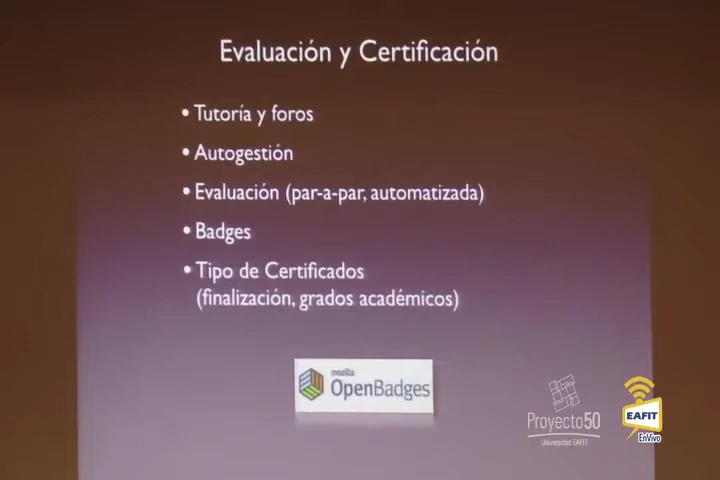 Evaluación y Certificación
• Tutoría y foros
• Autogestión
• Evaluación (par-a-par, automatizada)
• Badges
• Tipo de Certificados
(finalización, grados académicos)
mozilla
OpenBadges
Proyecto50
Universidad EAFIT
EAFIT
EnVivo